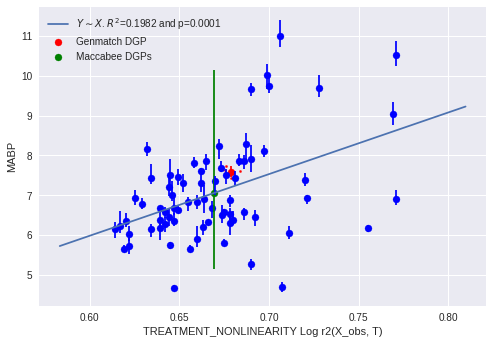 Y ∼ X. R²=0.1982 and p=0.0001
Genmatch DGP
Maccabee DGPs
MABP
11
10
9
8
7
6
5
0.60 0.65 0.70 0.75 0.80
TREATMENT_NONLINEARITY Log r2(X_obs, T)